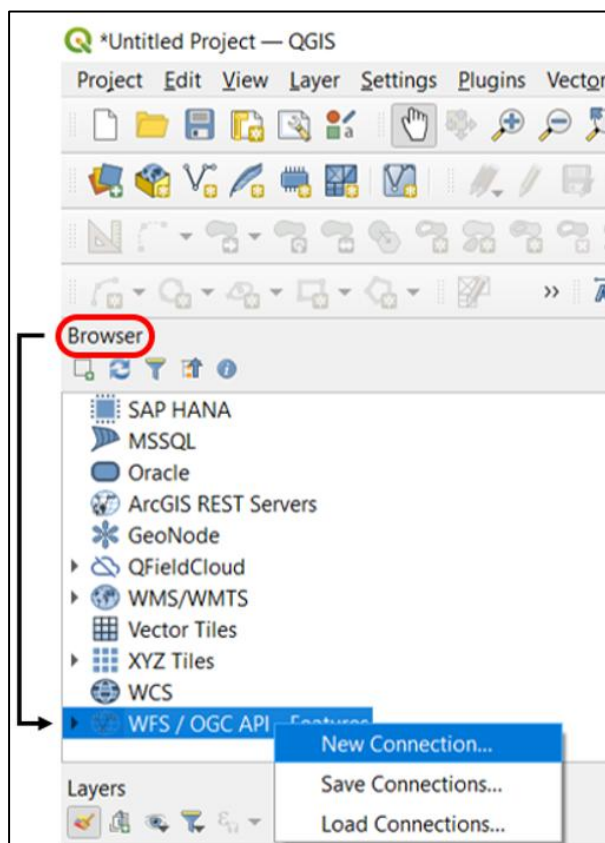 *Untitled Project — QGIS
Project Edit View Layer Settings Plugins Vector
a
Browser
SAP HANA
MSSQL
Oracle
ArcGIS REST Servers
GeoNode
QFieldCloud
WMS/WMTS
Vector Tiles
XYZ Tiles
WCS
WFS / OGC API - Features
New Connection...
Save Connections...
Layers
Load Connections...